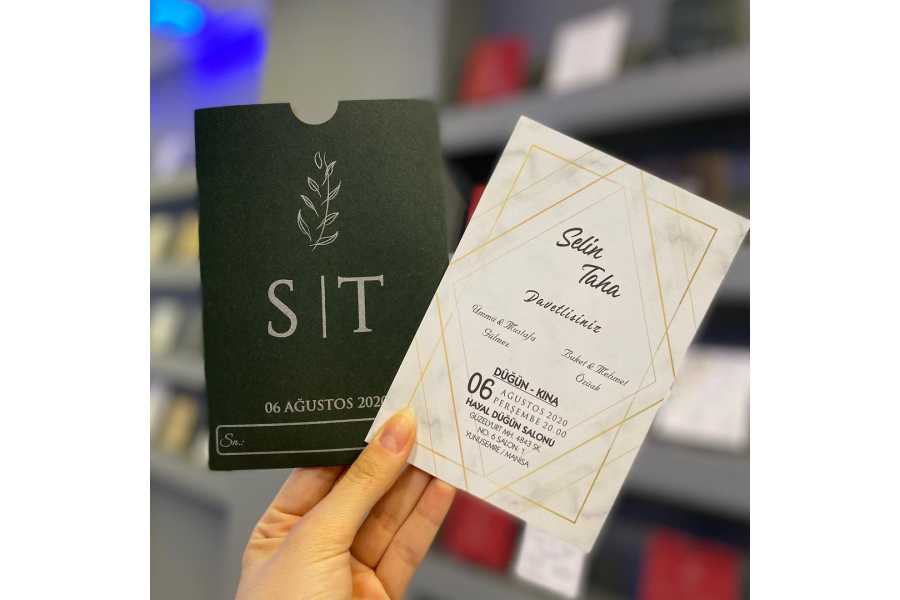 S|T
06 AĞUSTOS 2020
Sn.:
Selin
Taha
Davetlisiniz
Ümmü & Mustafa
Gülmez
Buket & Mehmet
Özüak
DÜĞÜN - KINA
06 AĞUSTOS 2020
PERŞEMBE 20.00
HAYAL DÜĞÜN SALONU
GÜZELYURT MH. 4843 SK.
NO. 6 SALON: 1
YUNUSEMRE / MANİSA